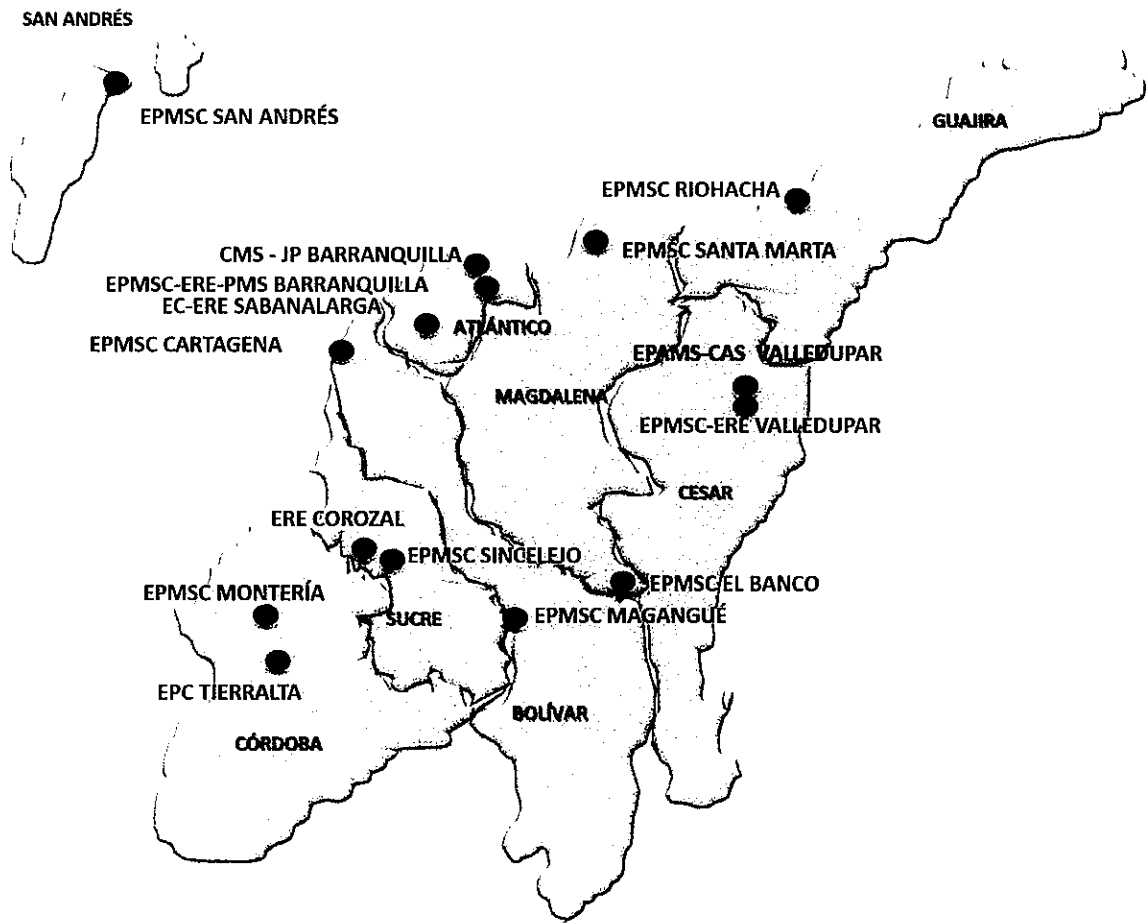 SAN ANDRÉS
EPMSC SAN ANDRÉS
GUAJIRA
EPMSC RIOHACHA
CMS - JP BARRANQUILLA
EPMSC SANTA MARTA
EPMSC-ERE-PMS BARRANQUILLA
EC-ERE SABANALARGA
ATLÁNTICO
EPMSC CARTAGENA
EPAMS-CAS VALLEDUPAR
MAGDALENA
EPMSC-ERE VALLEDUPAR
CESAR
ERE COROZAL
EPMSC SINCELEJO
EPMSC EL BANCO
EPMSC MONTERÍA
EPMSC MAGANGUÉ
SUCRE
EPC TIERRALTA
BOLÍVAR
CÓRDOBA